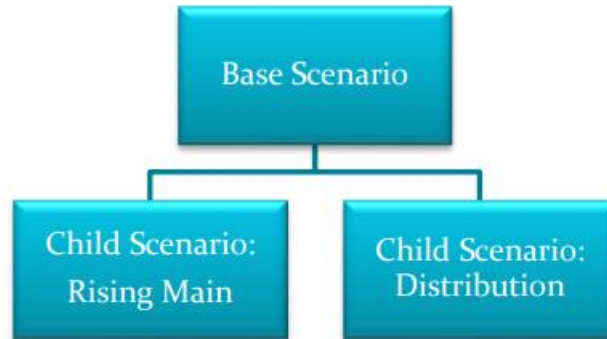 Base Scenario
Child Scenario:
Rising Main
Child Scenario:
Distribution